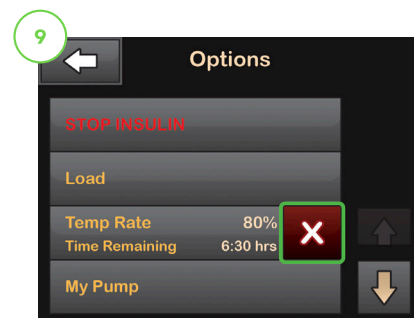 9
Options
STOP INSULIN
Load
Temp Rate 80%
Time Remaining 6:30 hrs
My Pump